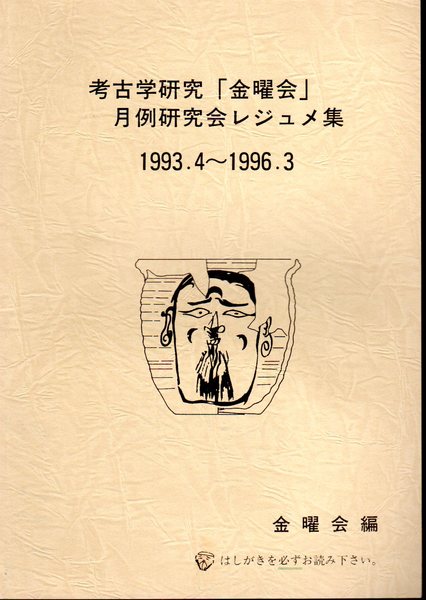 考古学研究「金曜会」
月例研究会レジュメ集
1993.4～1996.3
金曜会編
はしがきを必ずお読み下さい。